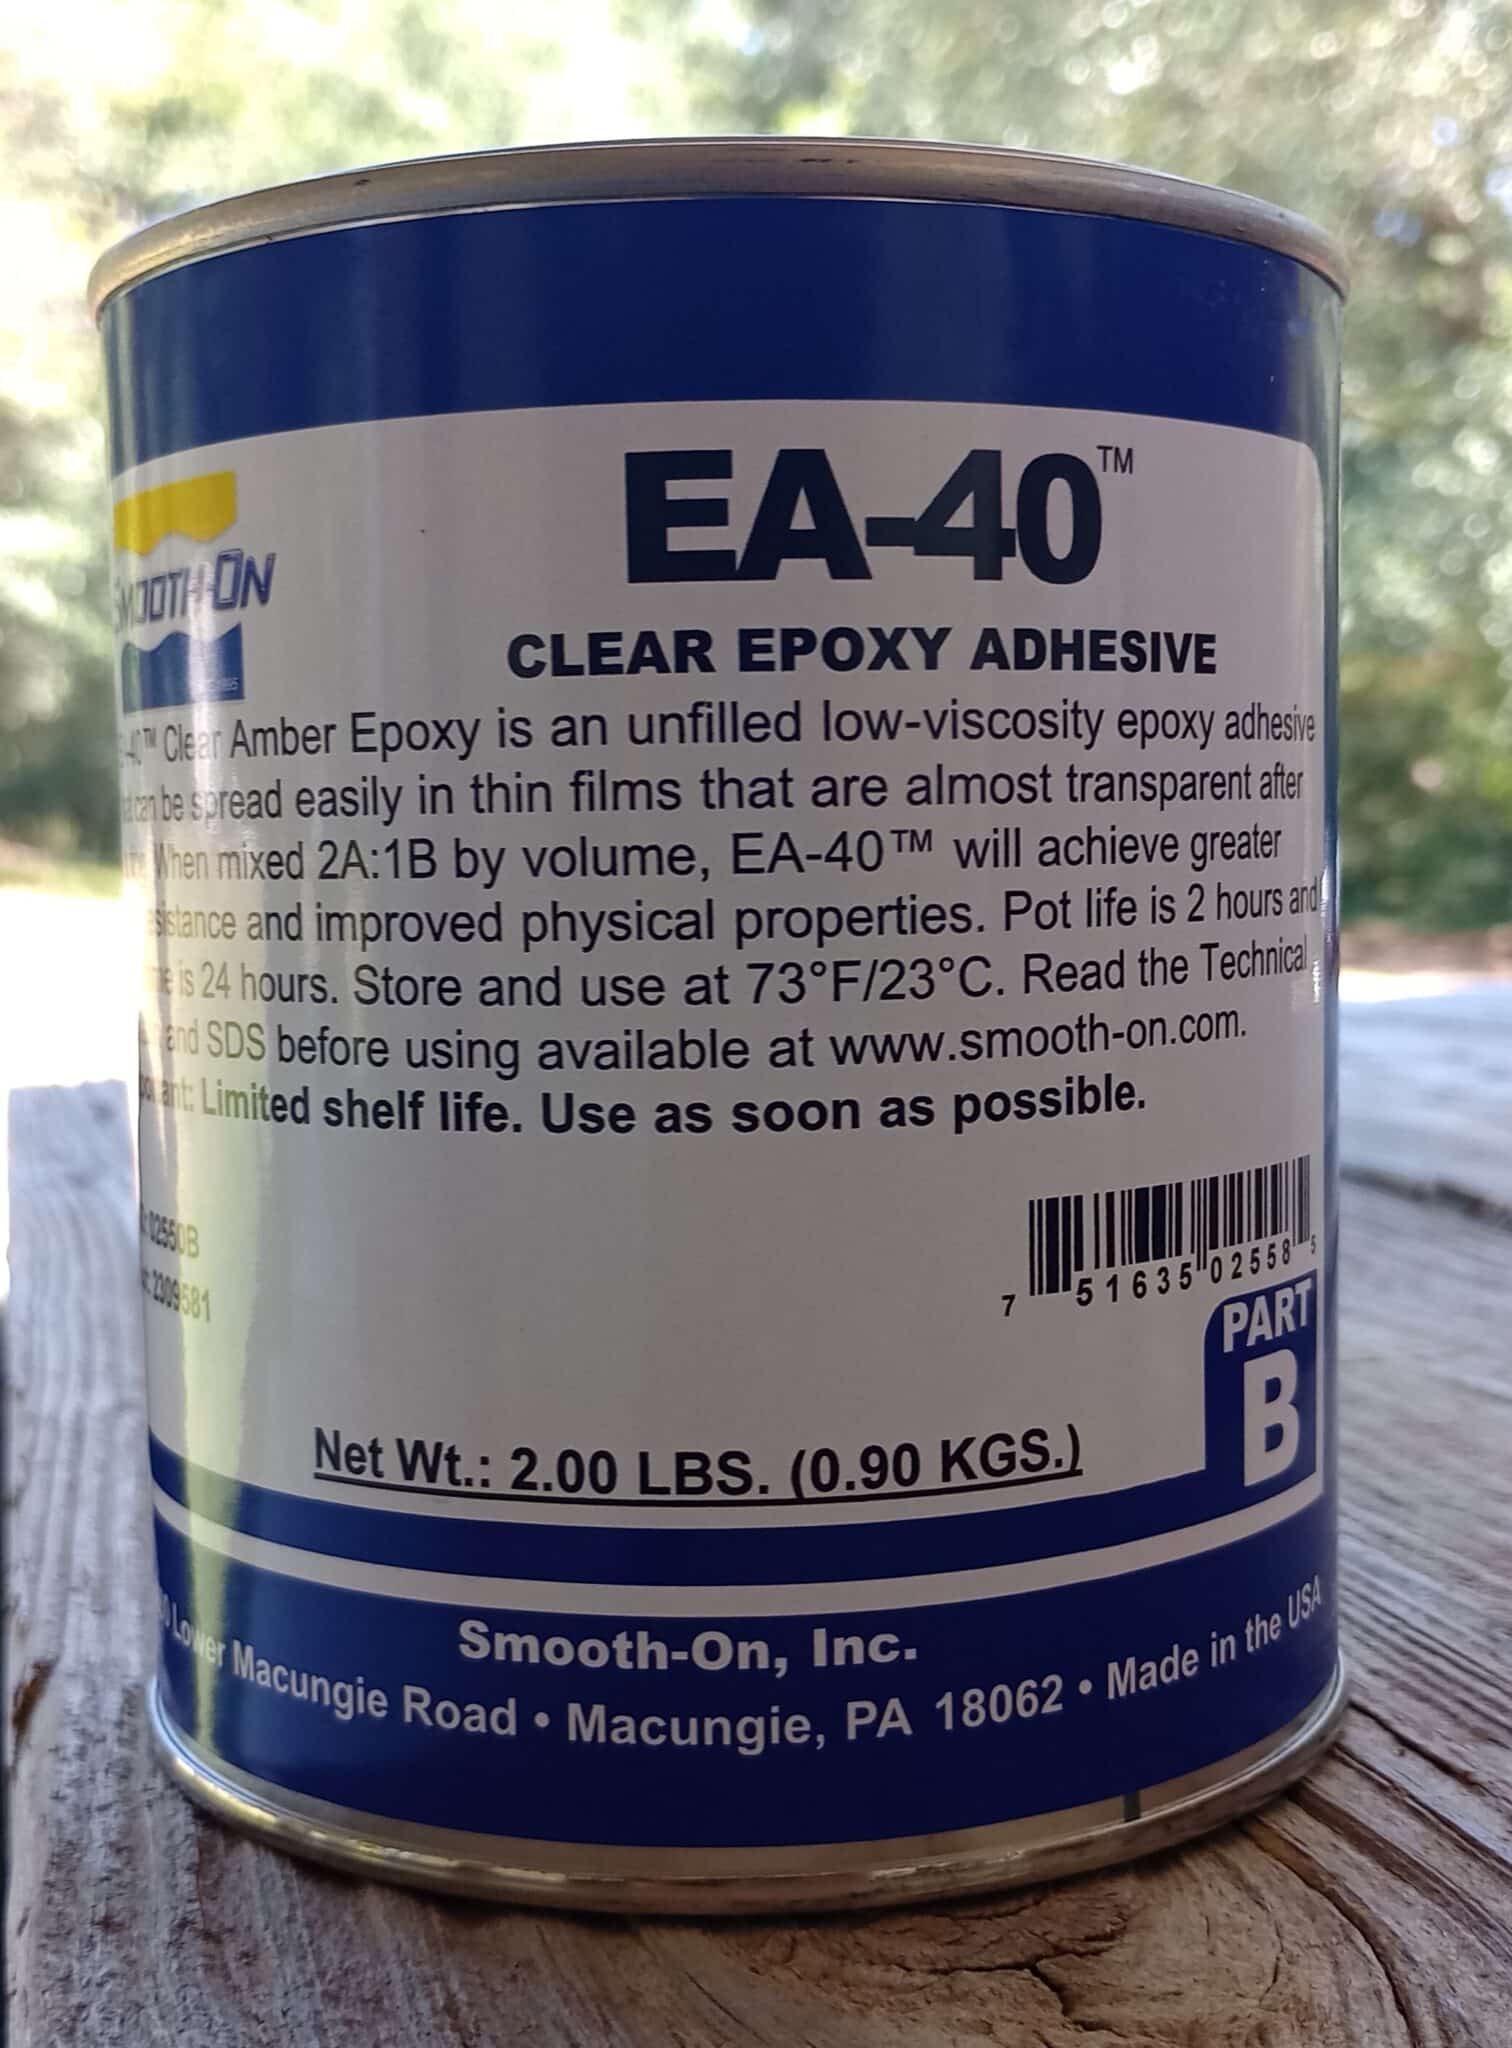 EA-40™
CLEAR EPOXY ADHESIVE
SMOOTH-ON
-40™ Clear Amber Epoxy is an unfilled low-viscosity epoxy adhesive
can be spread easily in thin films that are almost transparent after
When mixed 2A:1B by volume, EA-40™ will achieve greater
sistance and improved physical properties. Pot life is 2 hours and
is 24 hours. Store and use at 73°F/23°C. Read the Technical
and SDS before using available at www.smooth-on.com.
Limited shelf life. Use as soon as possible.
02550B
2309581
7 51635 02558 5
PART
B
Net Wt.: 2.00 LBS. (0.90 KGS.)
Smooth-On, Inc.
Lower Macungie Road • Macungie, PA 18062 • Made in the USA